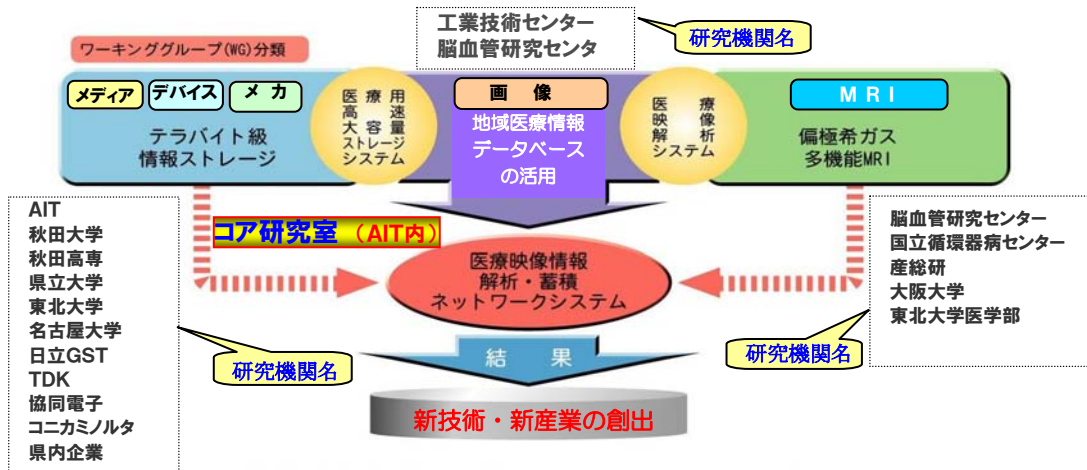 工業技術センター
脳血管研究センタ
研究機関名
ワーキンググループ(WG)分類
メディア
デバイス
メカ
テラバイト級
情報ストレージ
医療用
高速
大容量
ストレージ
システム
画像
地域医療情報
データベース
の活用
医療
映像
解析
システム
MRI
偏極希ガス
多機能MRI
AIT
秋田大学
秋田高専
県立大学
東北大学
名古屋大学
日立GST
TDK
協同電子
コニカミノルタ
県内企業
研究機関名
コア研究室(AIT内)
医療映像情報
解析・蓄積
ネットワークシステム
脳血管研究センター
国立循環器病センター
産総研
大阪大学
東北大学医学部
研究機関名
結果
新技術・新産業の創出